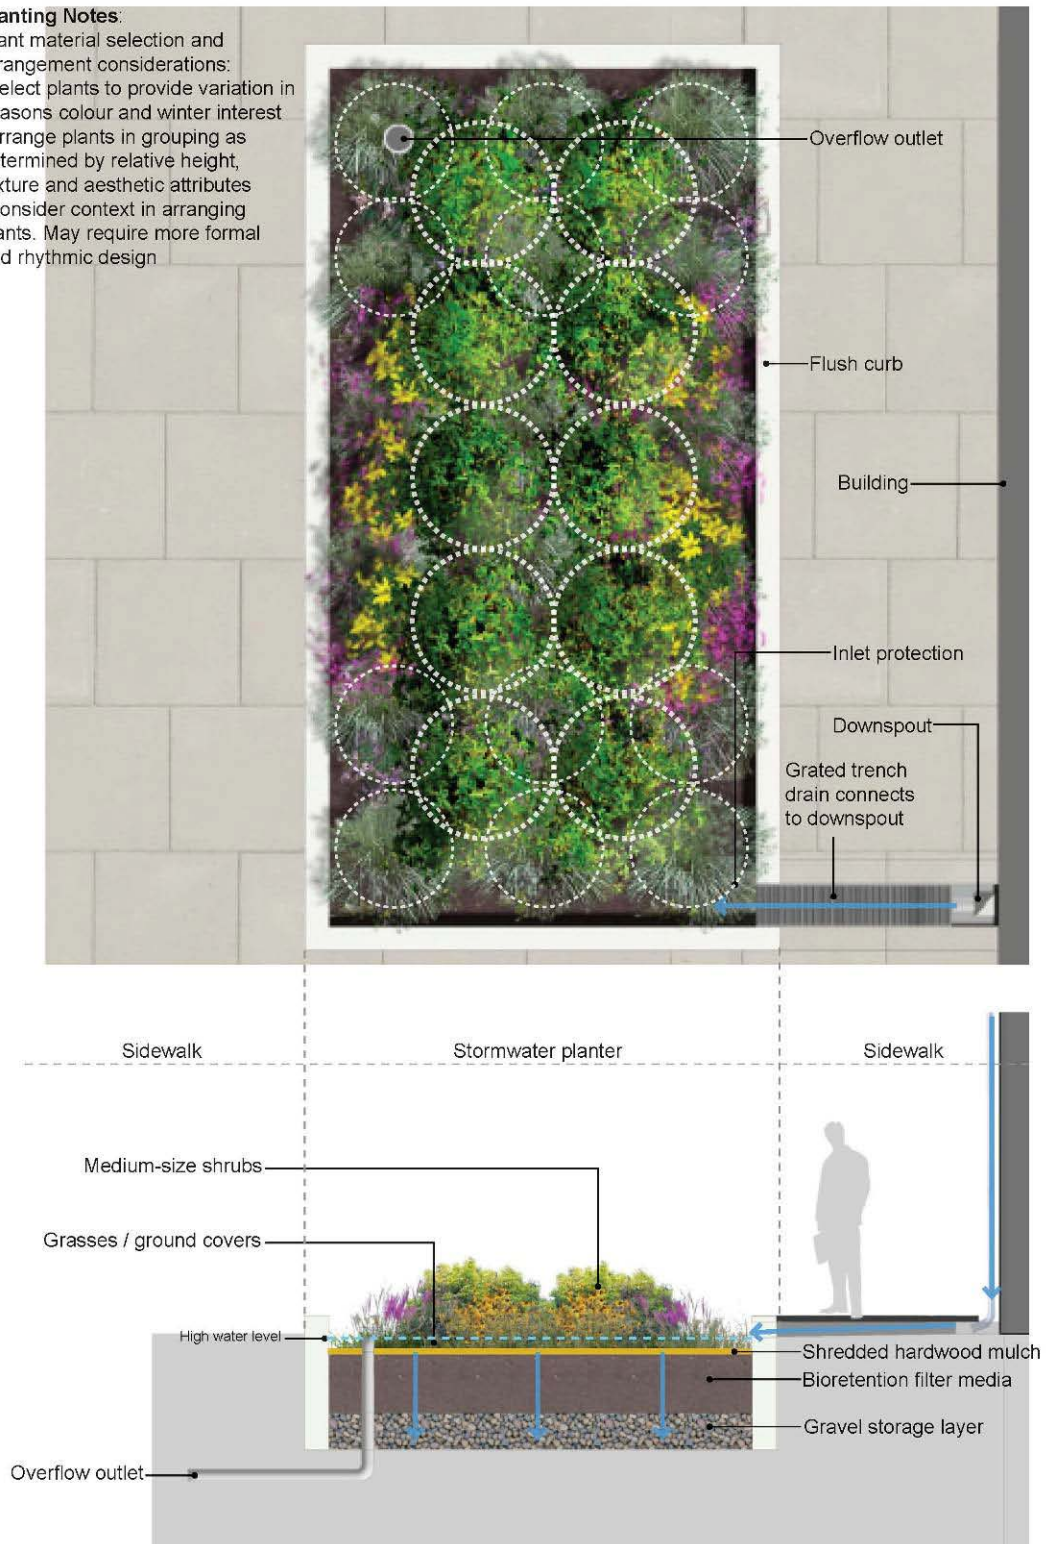 anting Notes:
ant material selection and
rangement considerations:
elect plants to provide variation in
asons colour and winter interest
rrange plants in grouping as
termined by relative height,
xture and aesthetic attributes
onsider context in arranging
ants. May require more formal
d rhythmic design
Overflow outlet
Flush curb
Building
Inlet protection
Downspout
Grated trench
drain connects
to downspout
Sidewalk
Stormwater planter
Sidewalk
Medium-size shrubs
Grasses / ground covers
High water level
Shredded hardwood mulch
Bioretention filter media
Gravel storage layer
Overflow outlet